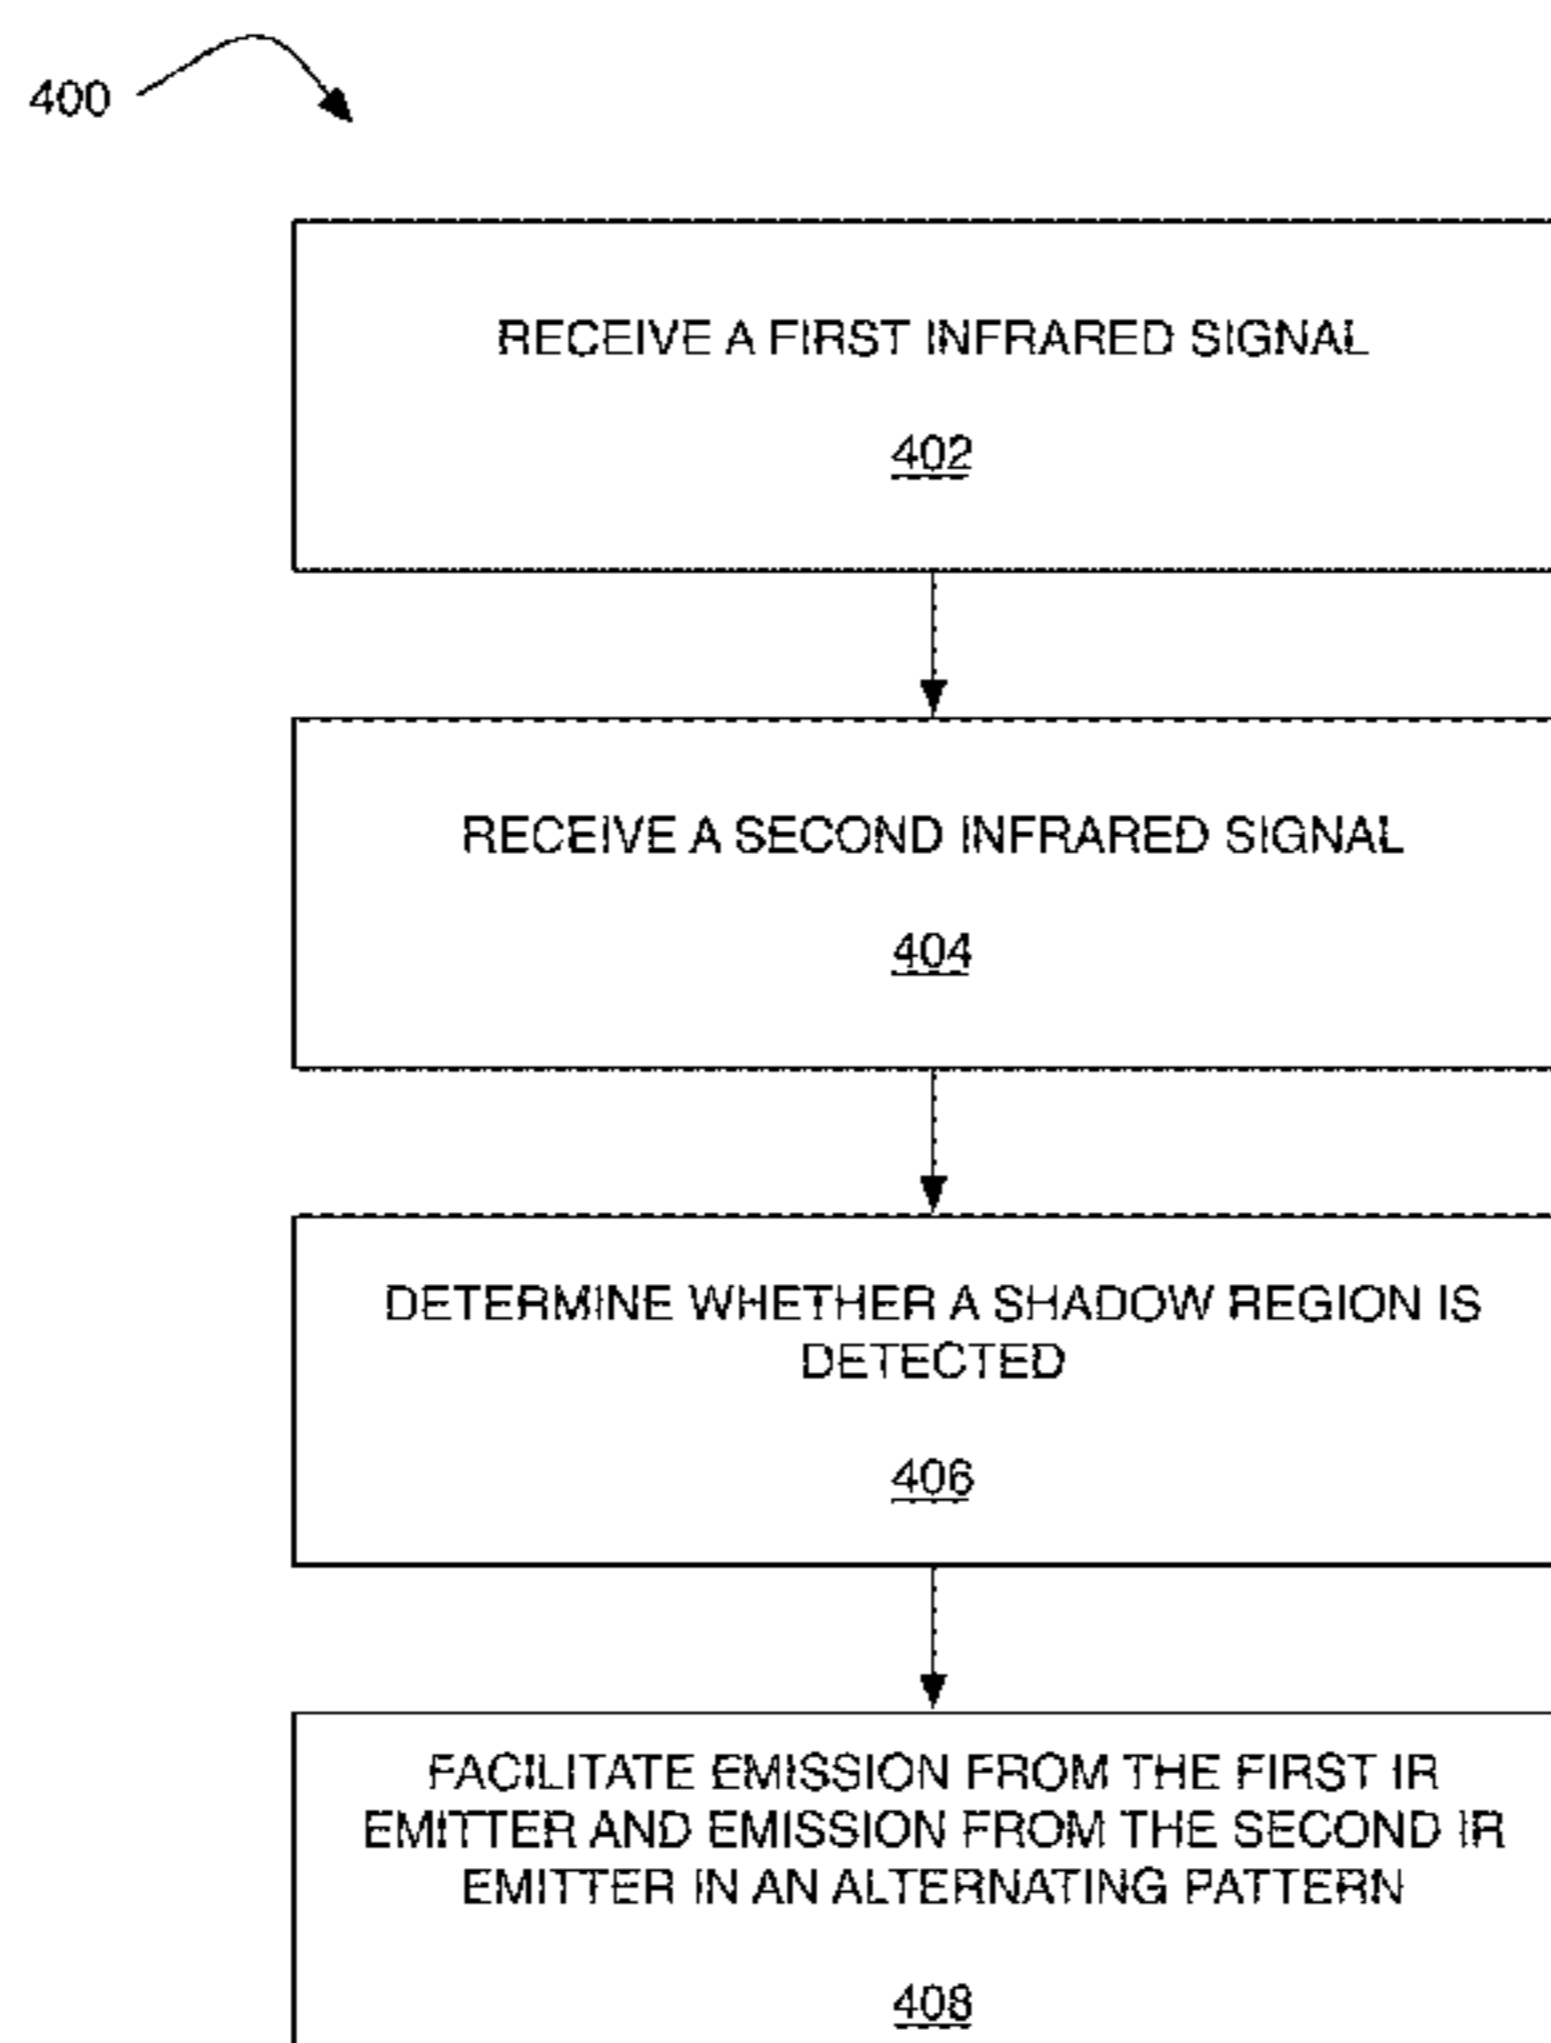 400
RECEIVE A FIRST INFRARED SIGNAL
402
RECEIVE A SECOND INFRARED SIGNAL
404
DETERMINE WHETHER A SHADOW REGION IS
DETECTED
406
FACILITATE EMISSION FROM THE FIRST IR
EMITTER AND EMISSION FROM THE SECOND IR
EMITTER IN AN ALTERNATING PATTERN
408